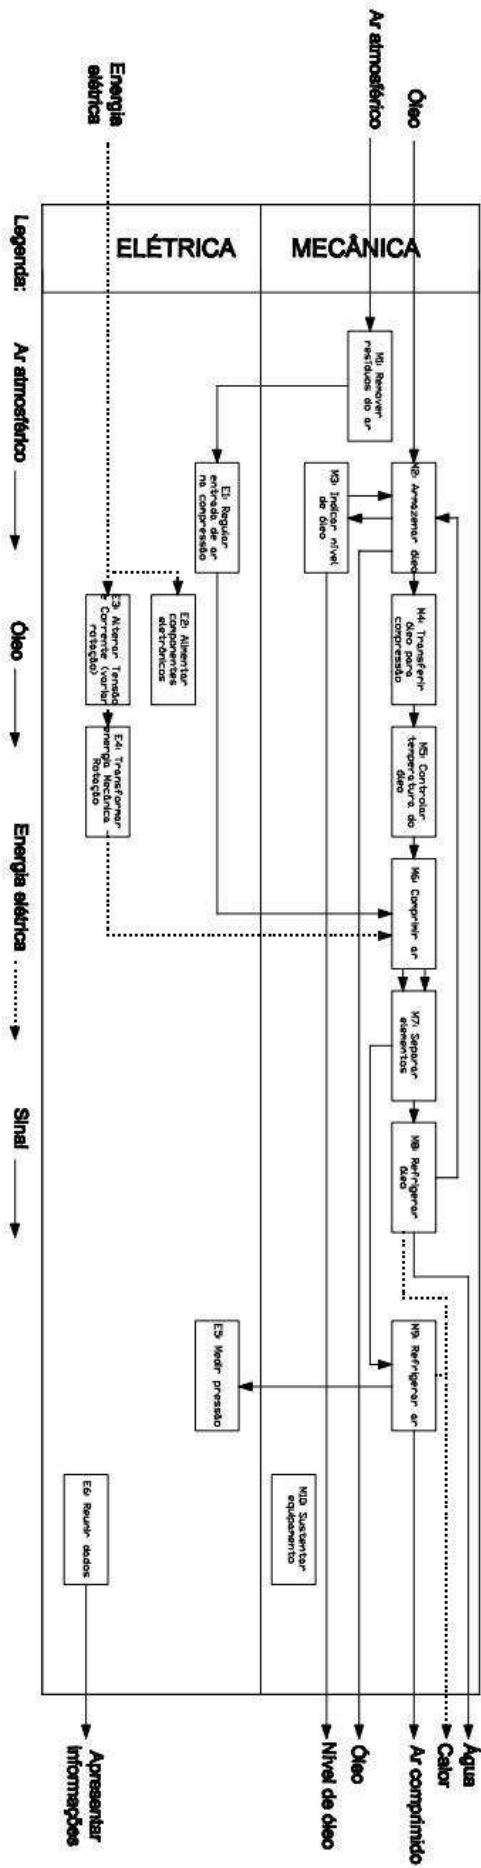 Óleo
Ar atmosférico
Energia
elétrica
MECÂNICA
ELÉTRICA
M1: Remover
resíduos do ar
M2: Armazenar óleo
M3: Indicar nível
de óleo
E1: Regular
entrada de ar
na compressão
M4: Transferir
óleo para
compressão
E2: Alimentar
componentes
eletrônicos
E3: Alterar Tensão
e Corrente (variar
rotação)
M5: Controlar
temperatura do
óleo
E4: Transformar
energia Mecânica
Rotação
M6: Comprimir ar
M7: Separar
elementos
M8: Refrigerar
óleo
M9: Refrigerar ar
E5: Medir pressão
M10: Sustentar
equipamento
E6: Reunir dados
Água
Calor
Ar comprimido
Óleo
Nível de óleo
Apresentar
informações
Legenda:
Ar atmosférico
Óleo
Energia elétrica
Sinal